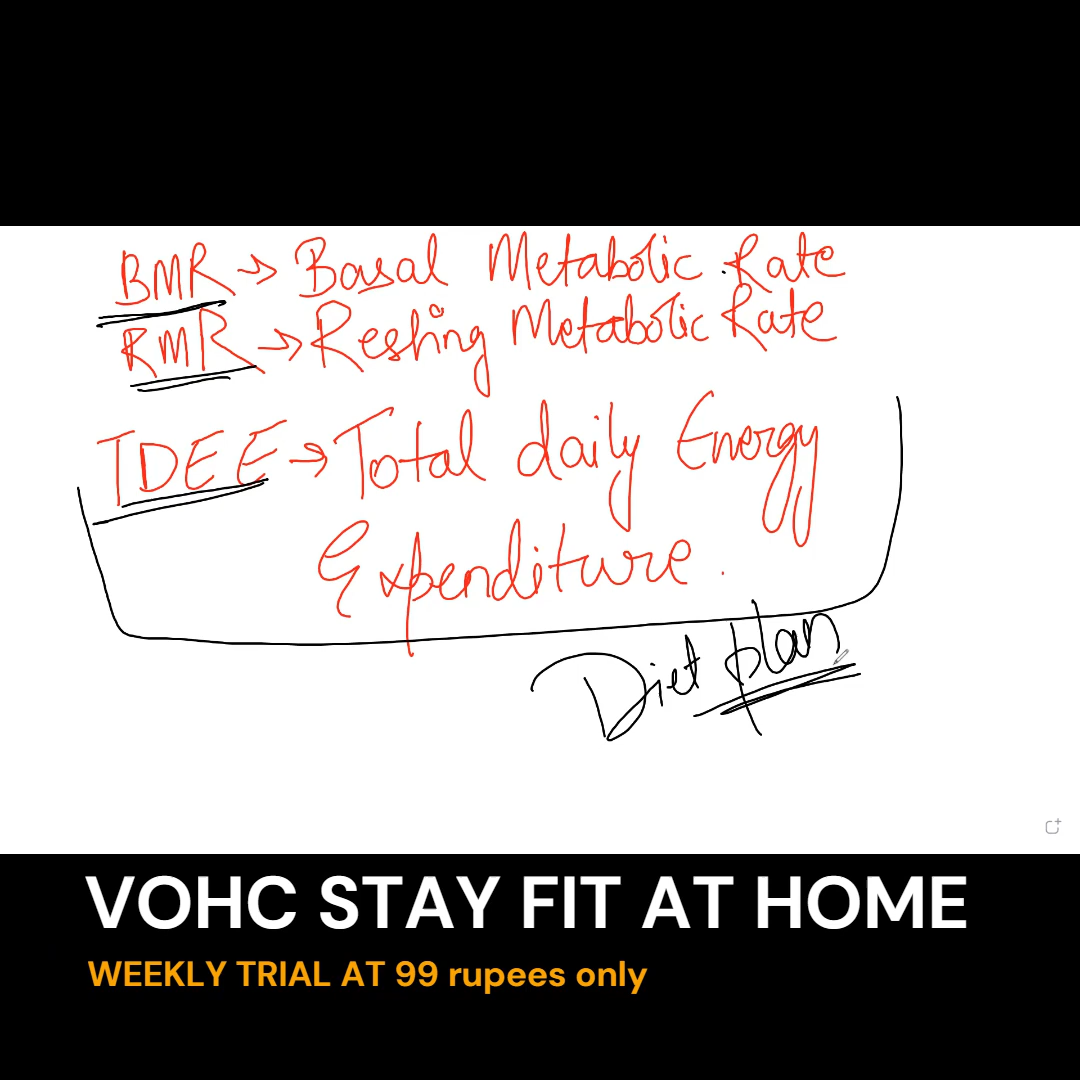 BMR → Basal Metabolic Rate
RMR → Resting Metabolic Rate
TDEE → Total daily Energy
Expenditure.
Diet plan
VOHC STAY FIT AT HOME
WEEKLY TRIAL AT 99 rupees only